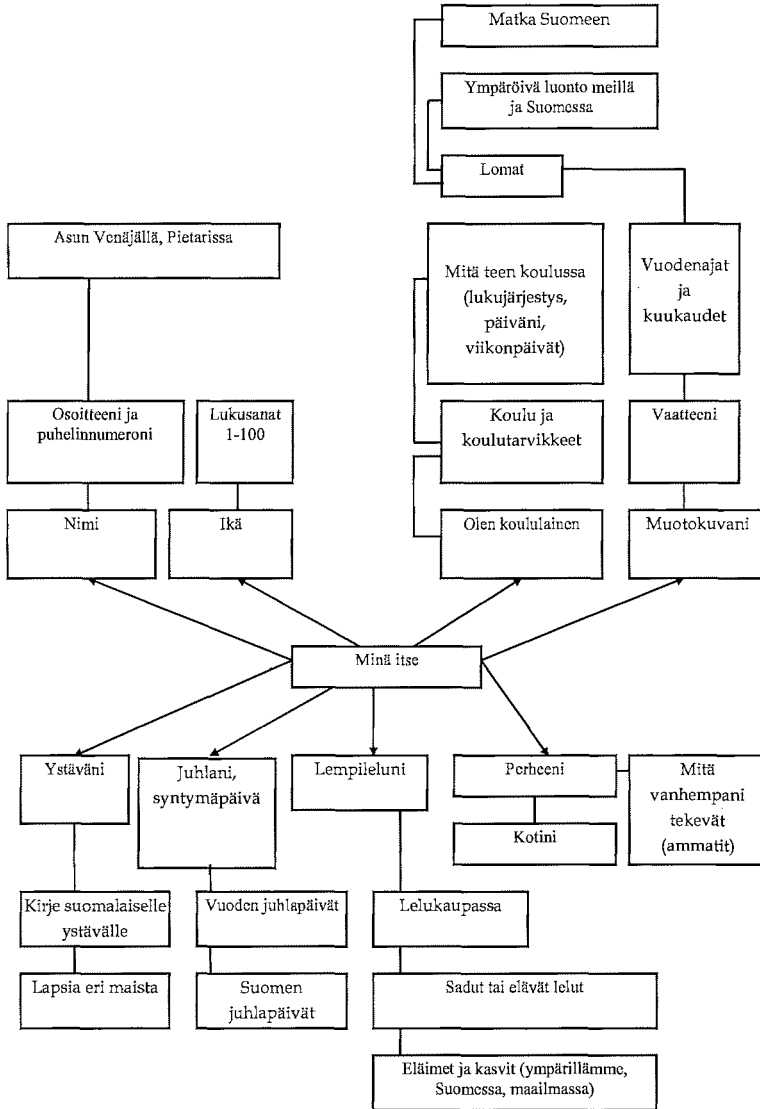 Matka Suomeen
Ympäröivä luonto meillä
ja Suomessa
Lomat
Asun Venäjällä, Pietarissa
Mitä teen koulussa
(lukujärjestys,
päiväni,
viikonpäivät)
Vuodenajat
ja
kuukaudet
Osoitteeni ja
puhelinnumeroni
Lukusanat
1-100
Koulu ja
koulutarvikkeet
Vaatteeni
Nimi
Ikä
Olen koululainen
Muotokuvani
Minä itse
Ystäväni
Juhlani,
syntymäpäivä
Lempileluni
Perheeni
Mitä
vanhempani
tekevät
(ammatit)
Kotini
Kirje suomalaiselle
ystävälle
Vuoden juhlapäivät
Lelukaupassa
Lapsia eri maista
Suomen
juhlapäivät
Sadut tai elävät lelut
Eläimet ja kasvit (ympärillämme,
Suomessa, maailmassa)